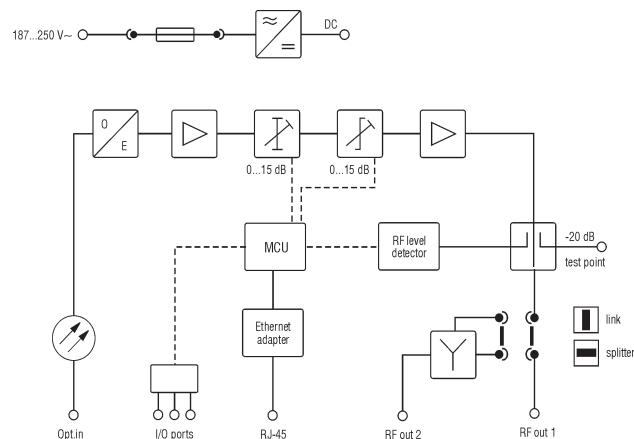 187...250 V~
DC
O
E
0...15 dB
0...15 dB
MCU
RF level
detector
-20 dB
test point
Ethernet
adapter
link
splitter
Opt.in
I/O ports
RJ-45
RF out 2
RF out 1